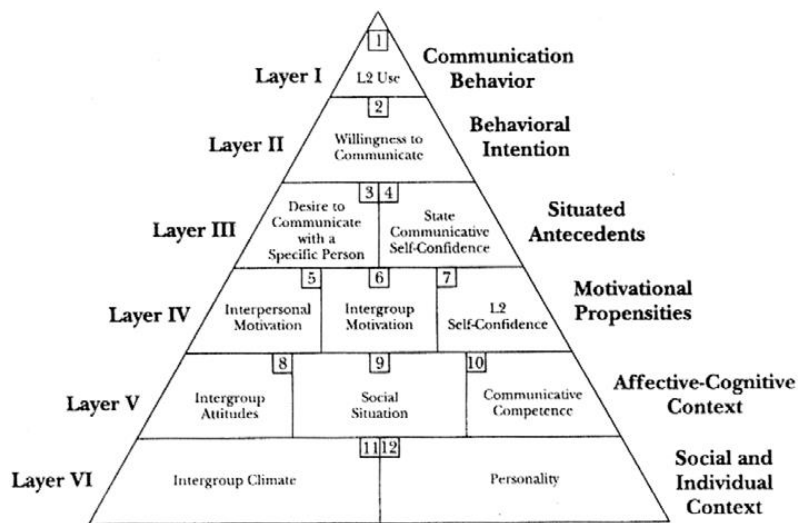 1
Layer I
L2 Use
Communication
Behavior
2
Layer II
Willingness to
Communicate
Behavioral
Intention
3 4
Layer III
Desire to
Communicate
with a
Specific Person
State
Communicative
Self-Confidence
Situated
Antecedents
5 6 7
Layer IV
Interpersonal
Motivation
Intergroup
Motivation
L2
Self-Confidence
Motivational
Propensities
8 9 10
Layer V
Intergroup
Attitudes
Social
Situation
Communicative
Competence
Affective-Cognitive
Context
11 12
Layer VI
Intergroup Climate
Personality
Social and
Individual
Context